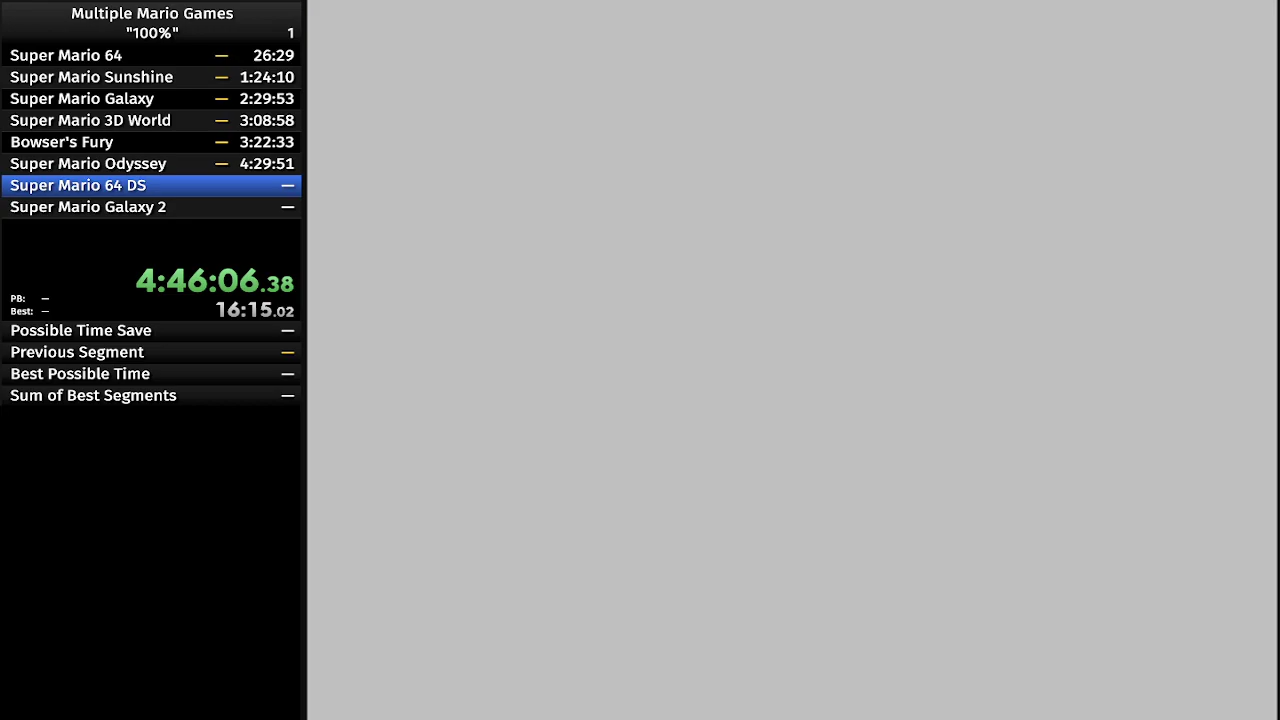 Multiple Mario Games
"100%" 1
Super Mario 64 — 26:29
Super Mario Sunshine — 1:24:10
Super Mario Galaxy — 2:29:53
Super Mario 3D World — 3:08:58
Bowser's Fury — 3:22:33
Super Mario Odyssey — 4:29:51
Super Mario 64 DS —
Super Mario Galaxy 2 —
4:46:06.38
PB: —
Best: — 16:15.02
Possible Time Save —
Previous Segment —
Best Possible Time —
Sum of Best Segments —